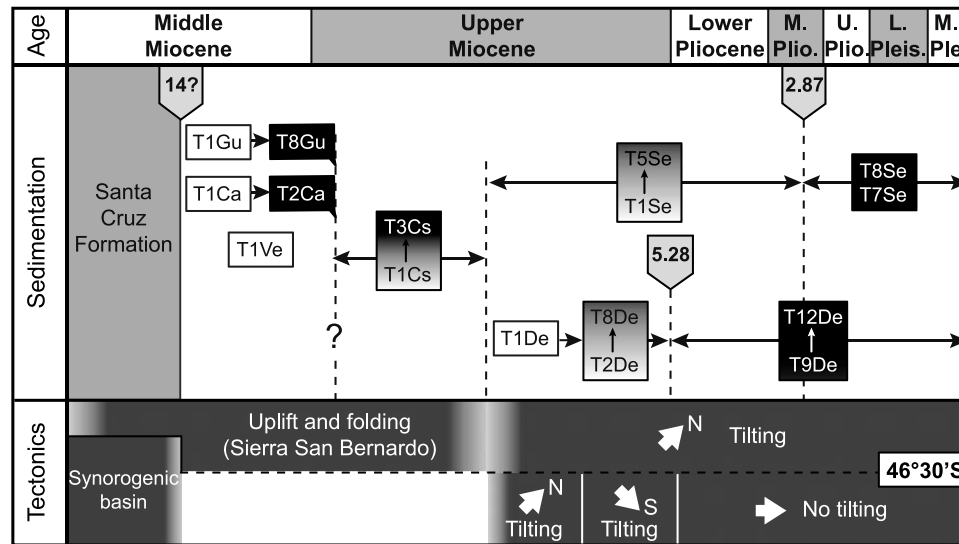 Age
Middle
Miocene
Upper
Miocene
Lower
Pliocene
M.
Plio.
U.
Plio.
L.
Pleis.
M.
Ple
Sedimentation
14?
2.87
T1Gu
T8Gu
T1Ca
T2Ca
T1Ve
Santa
Cruz
Formation
T3Cs
T1Cs
?
T5Se
T1Se
T8Se
T7Se
5.28
T1De
T8De
T2De
T12De
T9De
Tectonics
Uplift and folding
(Sierra San Bernardo)
N
Tilting
46°30'S
Synorogenic
basin
N
Tilting
S
Tilting
No tilting